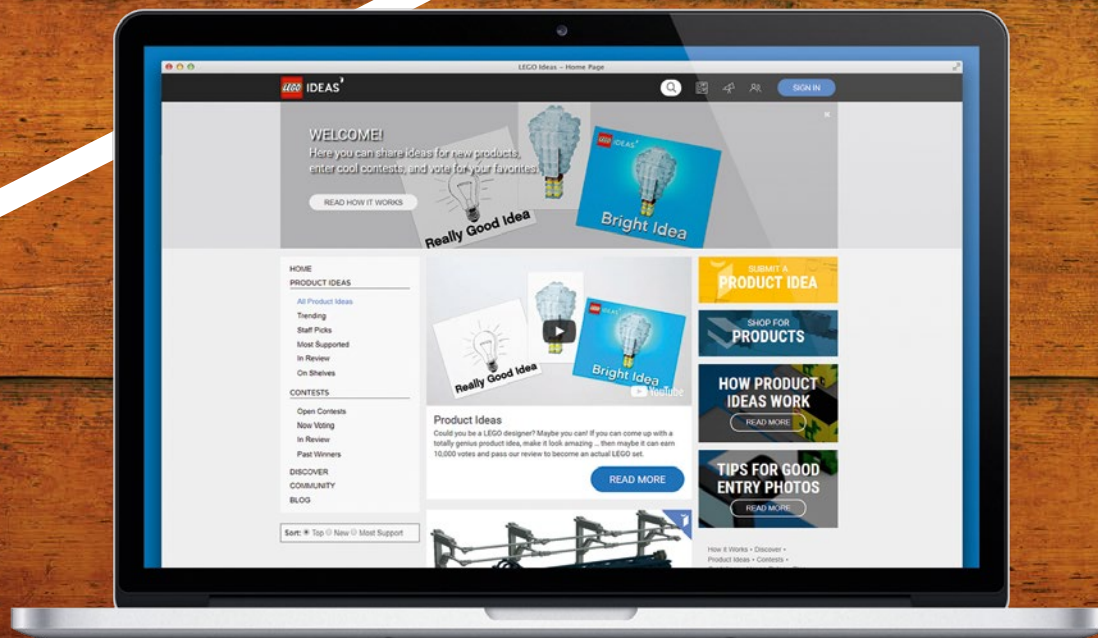 LEGO Ideas – Home Page
LEGO IDEAS
SIGN IN
WELCOME!
Here you can share ideas for new products,
enter cool contests, and vote for your favorites.
READ HOW IT WORKS
Really Good Idea
LEGO IDEAS
Bright Idea
HOME
PRODUCT IDEAS
All Product Ideas
Trending
Staff Picks
Most Supported
In Review
On Shelves
CONTESTS
Open Contests
Now Voting
In Review
Past Winners
DISCOVER
COMMUNITY
BLOG
Sort: Top New Most Support
Really Good Idea
LEGO IDEAS
Bright Idea
YouTube
Product Ideas
Could you be a LEGO designer? Maybe you can! If you can come up with a
totally genius product idea, make it look amazing ... then maybe it can earn
10,000 votes and pass our review to become an actual LEGO set.
READ MORE
SUBMIT A
PRODUCT IDEA
SHOP FOR
PRODUCTS
HOW PRODUCT
IDEAS WORK
READ MORE
TIPS FOR GOOD
ENTRY PHOTOS
READ MORE
How it Works • Discover •
Product Ideas • Contests •